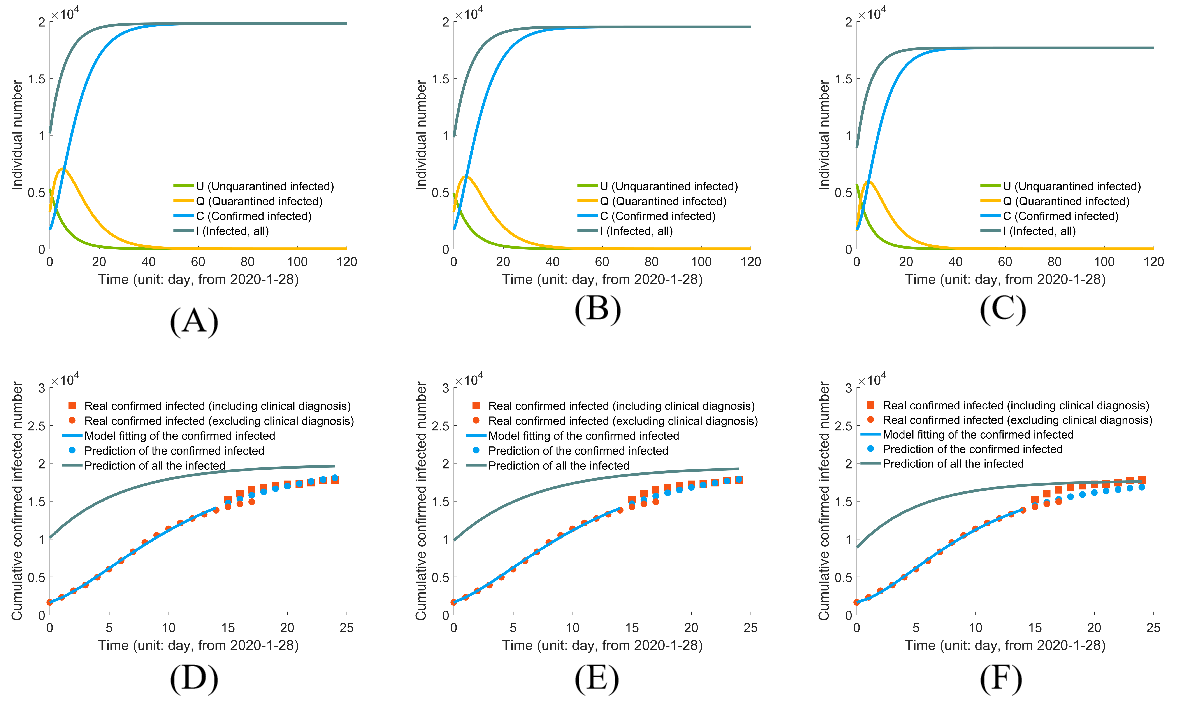 ×10⁴
2
1.5
1
0.5
0
Individual number
U (Unquarantined infected)
Q (Quarantined infected)
C (Confirmed infected)
I (Infected, all)
0 20 40 60 80 100 120
Time (unit: day, from 2020-1-28)
(A)
×10⁴
2
1.5
1
0.5
0
Individual number
U (Unquarantined infected)
Q (Quarantined infected)
C (Confirmed infected)
I (Infected, all)
0 20 40 60 80 100 120
Time (unit: day, from 2020-1-28)
(B)
×10⁴
2
1.5
1
0.5
0
Individual number
U (Unquarantined infected)
Q (Quarantined infected)
C (Confirmed infected)
I (Infected, all)
0 20 40 60 80 100 120
Time (unit: day, from 2020-1-28)
(C)
×10⁴
3
2.5
2
1.5
1
0.5
0
Cumulative confirmed infected number
Real confirmed infected (including clinical diagnosis)
Real confirmed infected (excluding clinical diagnosis)
Model fitting of the confirmed infected
Prediction of the confirmed infected
Prediction of all the infected
0 5 10 15 20 25
Time (unit: day, from 2020-1-28)
(D)
×10⁴
3
2.5
2
1.5
1
0.5
0
Cumulative confirmed infected number
Real confirmed infected (including clinical diagnosis)
Real confirmed infected (excluding clinical diagnosis)
Model fitting of the confirmed infected
Prediction of the confirmed infected
Prediction of all the infected
0 5 10 15 20 25
Time (unit: day, from 2020-1-28)
(E)
×10⁴
3
2.5
2
1.5
1
0.5
0
Cumulative confirmed infected number
Real confirmed infected (including clinical diagnosis)
Real confirmed infected (excluding clinical diagnosis)
Model fitting of the confirmed infected
Prediction of the confirmed infected
Prediction of all the infected
0 5 10 15 20 25
Time (unit: day, from 2020-1-28)
(F)